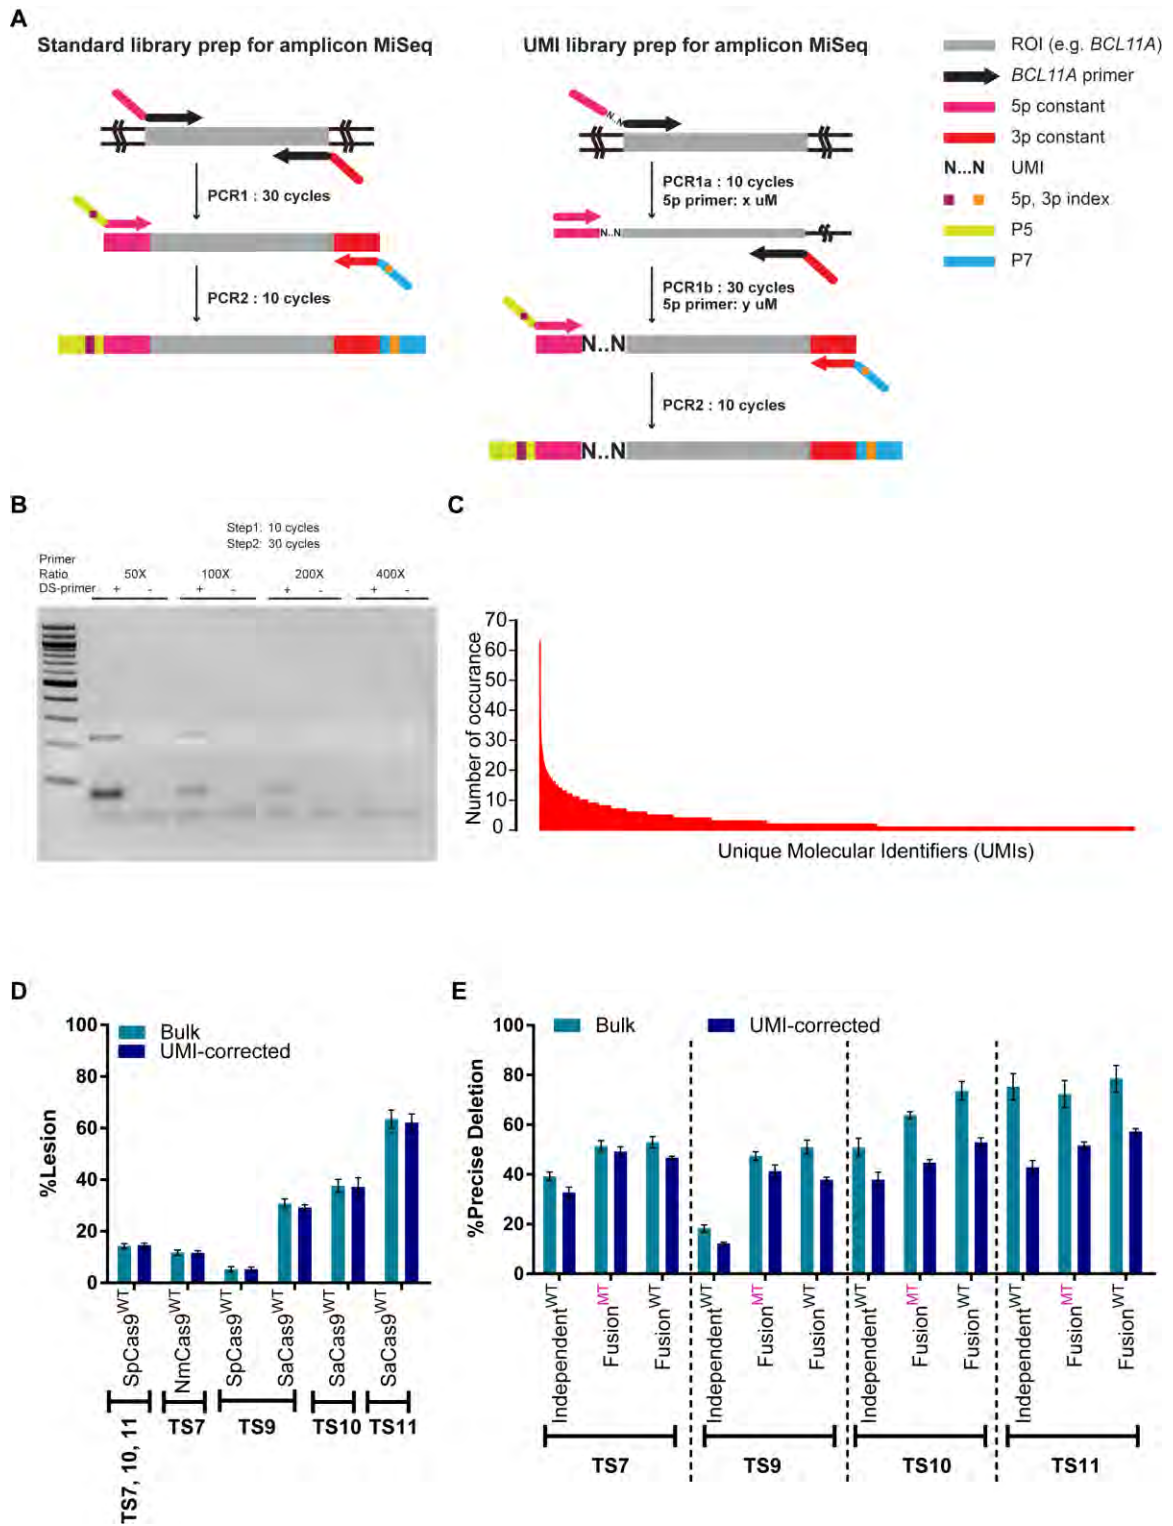 A
Standard library prep for amplicon MiSeq
UMI library prep for amplicon MiSeq
ROI (e.g. BCL11A)
BCL11A primer
5p constant
3p constant
N...N UMI
5p, 3p index
P5
P7
N..N
PCR1 : 30 cycles
PCR2 : 10 cycles
PCR1a : 10 cycles
5p primer: x uM
N..N
PCR1b : 30 cycles
5p primer: y uM
N..N
PCR2 : 10 cycles
N..N
B
Step1: 10 cycles
Step2: 30 cycles
Primer
Ratio 50X 100X 200X 400X
DS-primer + - + - + - + -
C
Number of occurance
70
60
50
40
30
20
10
0
Unique Molecular Identifiers (UMIs)
D
%Lesion
100
80
60
40
20
0
Bulk
UMI-corrected
SpCas9WT
NmCas9WT
SpCas9WT
SaCas9WT
SaCas9WT
SaCas9WT
TS7, 10, 11
TS7
TS9
TS10
TS11
E
%Precise Deletion
100
80
60
40
20
0
Bulk
UMI-corrected
IndependentWT
FusionMT
FusionWT
IndependentWT
FusionMT
FusionWT
IndependentWT
FusionMT
FusionWT
IndependentWT
FusionMT
FusionWT
TS7
TS9
TS10
TS11